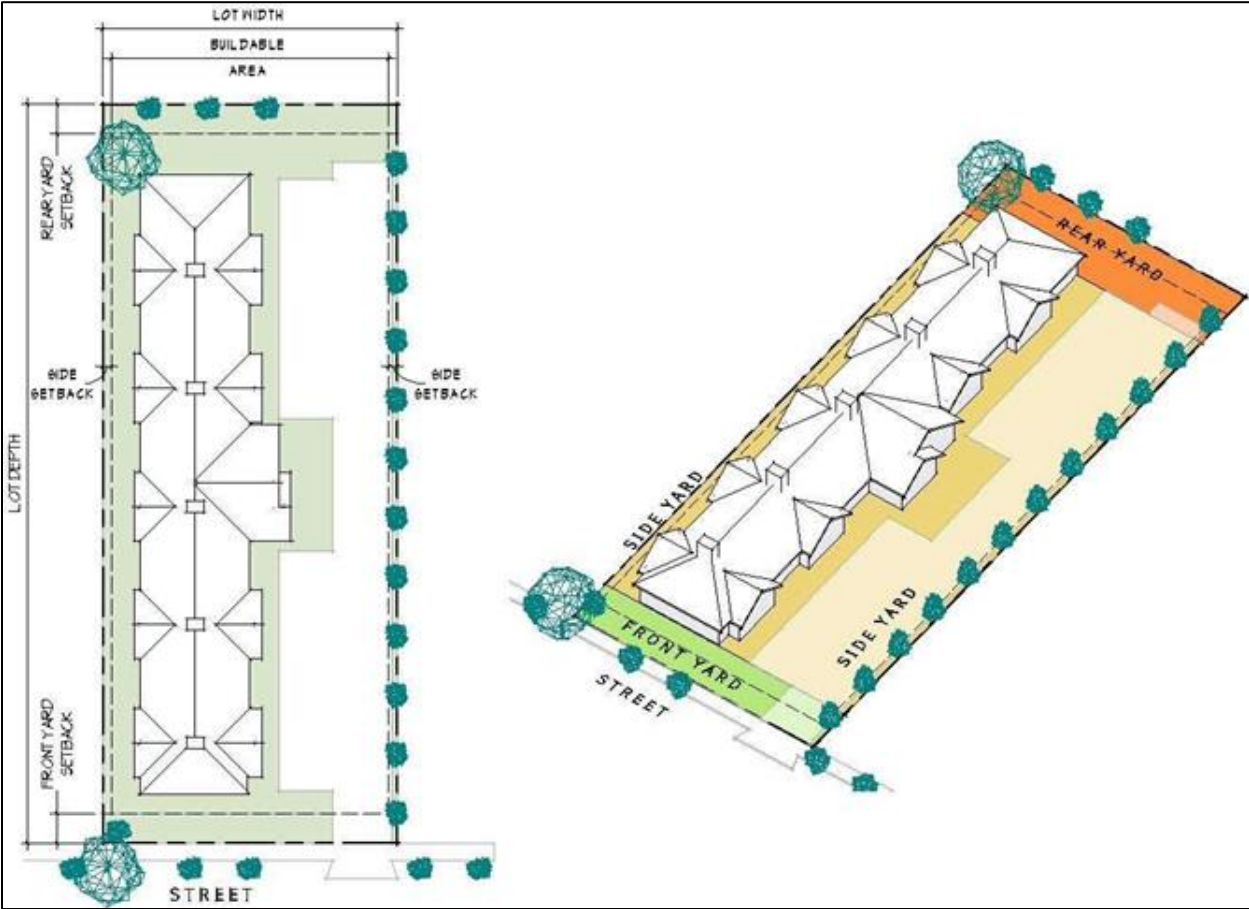 LOT WIDTH
BUILDABLE
AREA
REAR YARD
SETBACK
SIDE
SETBACK
SIDE
SETBACK
LOT DEPTH
FRONT YARD
SETBACK
STREET
REAR YARD
SIDE YARD
SIDE YARD
FRONT YARD
STREET